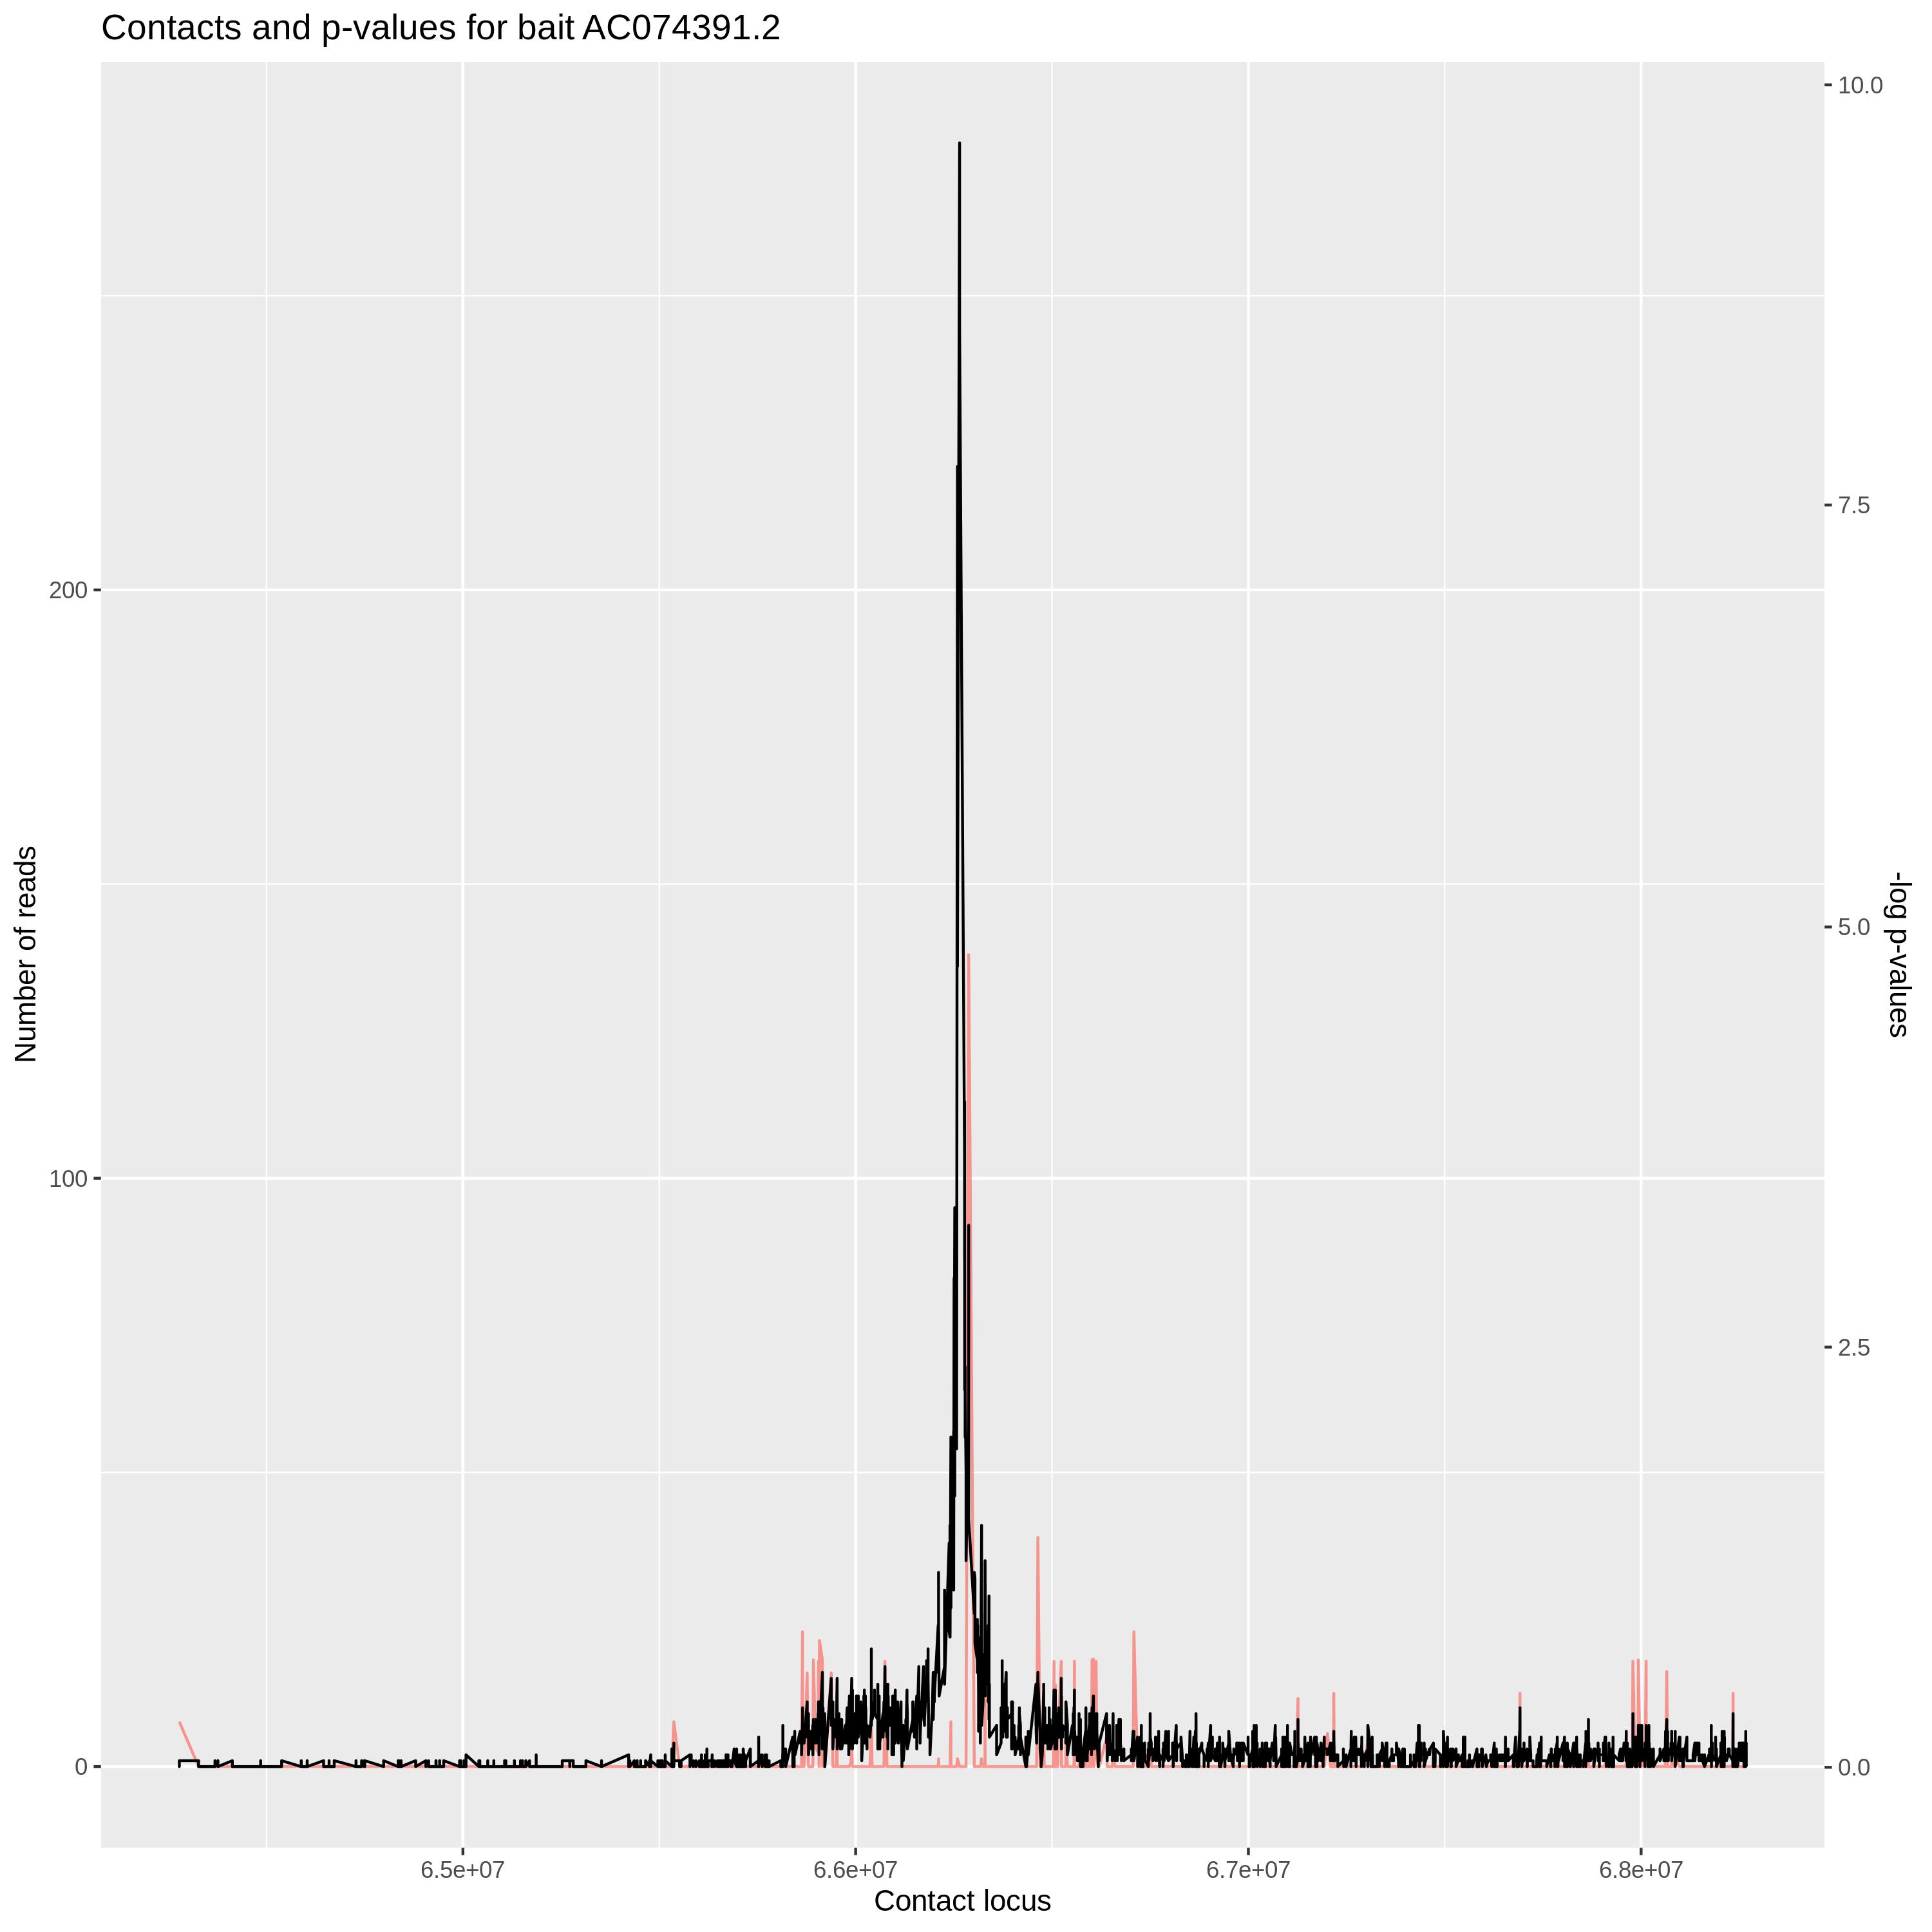 Contacts and p-values for bait AC074391.2
Number of reads
200
100
0
10.0
7.5
5.0
2.5
0.0
-log p-values
6.5e+07
6.6e+07
6.7e+07
6.8e+07
Contact locus